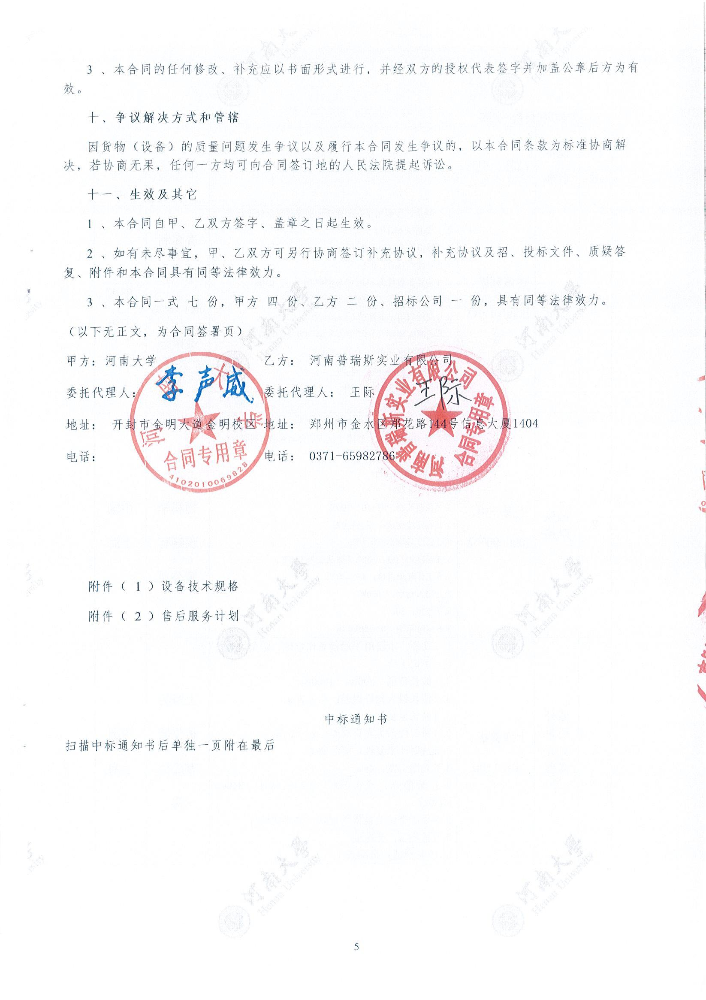 3 、本合同的任何修改、补充应以书面形式进行，并经双方的授权代表签字并加盖公章后方为有
效。
十、争议解决方式和管辖
因货物（设备）的质量问题发生争议以及履行本合同发生争议的，以本合同条款为标准协商解
决，若协商无果，任何一方均可向合同签订地的人民法院提起诉讼。
十一、生效及其它
1 、本合同自甲、乙双方签字、盖章之日起生效。
2 、如有未尽事宜，甲、乙双方可另行协商签订补充协议，补充协议及招、投标文件、质疑答
复、附件和本合同具有同等法律效力。
3 、本合同一式 七 份，甲方 四 份、乙方 二 份、招标公司 一 份，具有同等法律效力。
（以下无正文，为合同签署页）
甲方：河南大学 乙方： 河南普瑞斯实业有限公司
委托代理人：李声威 委托代理人： 王际 王际
地址： 开封市金明大道金明校区 地址： 郑州市金水区郑花路144号信息大厦1404
电话： 电话： 0371-65982786
河南大学
合同专用章
4102010069828
河南普瑞斯实业有限公司
合同专用章
附件（ 1 ）设备技术规格
附件（ 2 ）售后服务计划
中标通知书
扫描中标通知书后单独一页附在最后
河南大学
Henan University
5